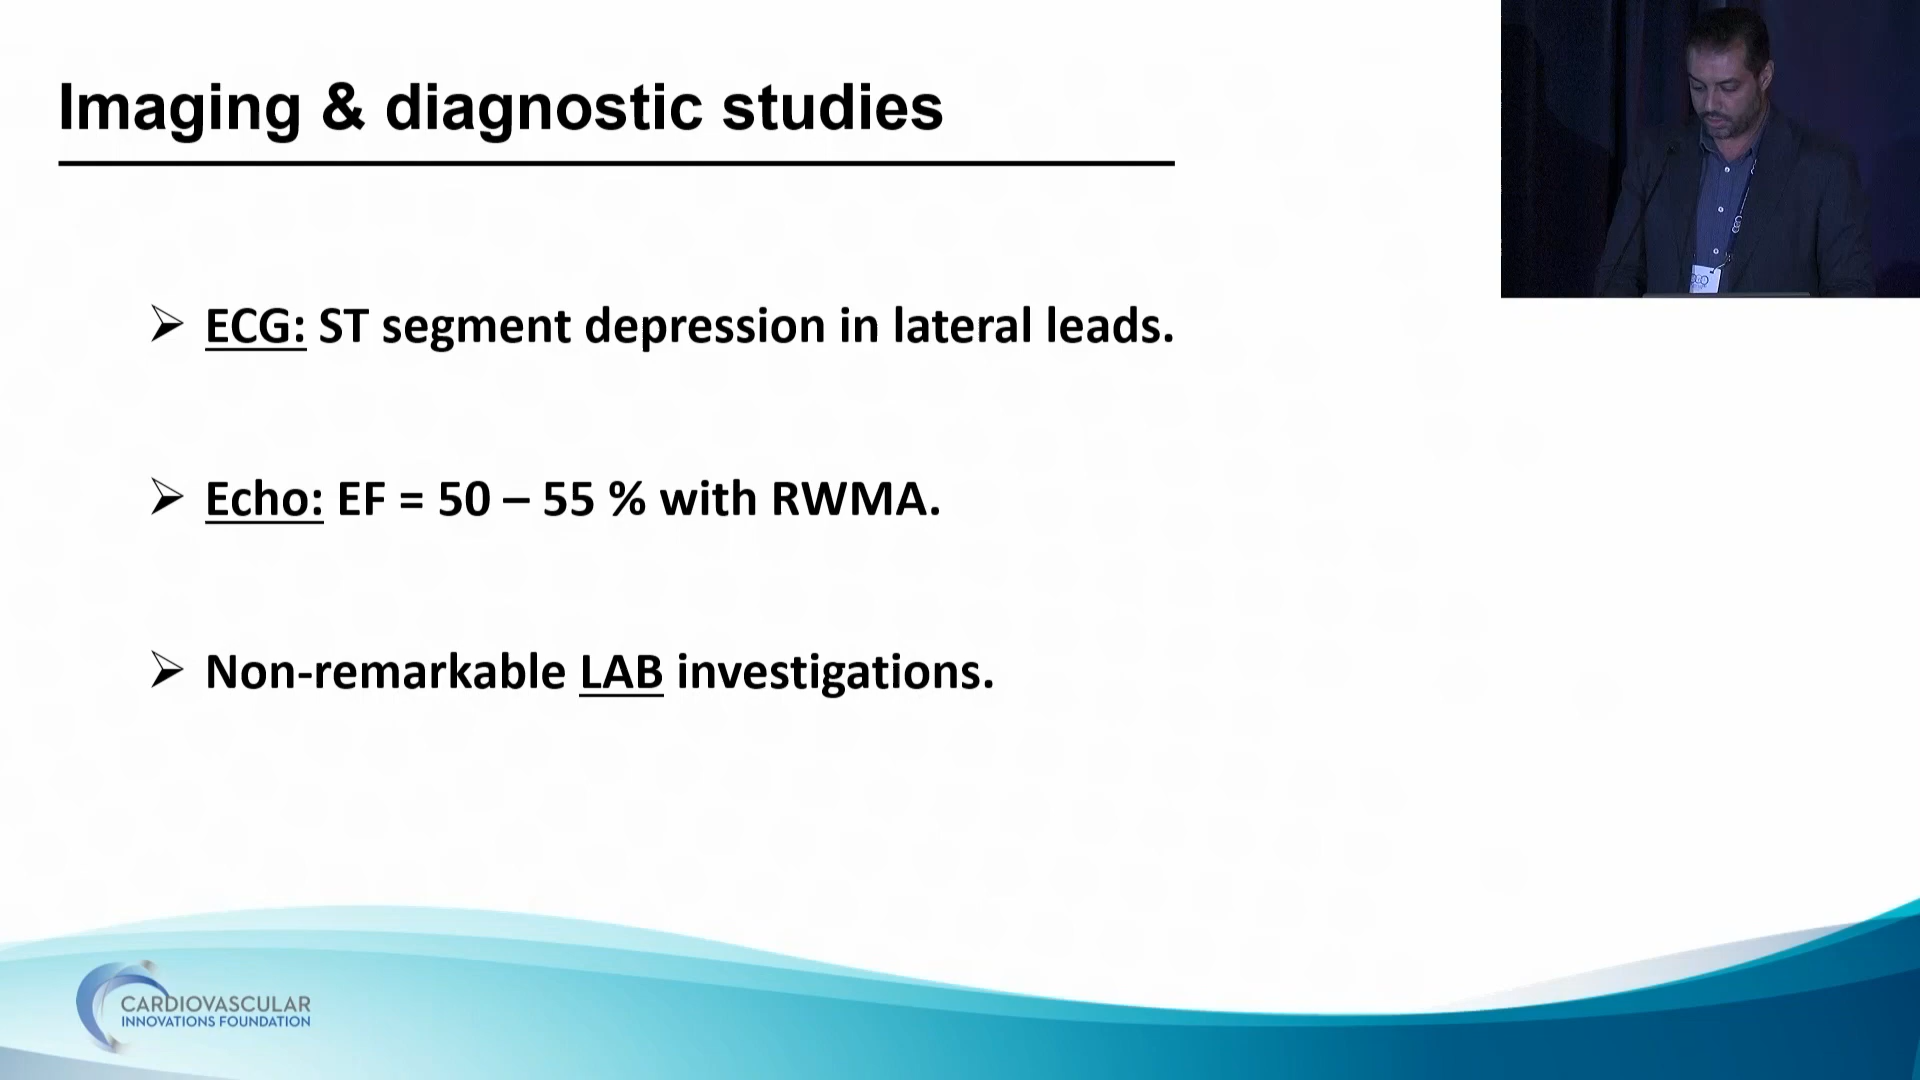 Imaging & diagnostic studies
ECG: ST segment depression in lateral leads.
Echo: EF = 50 – 55 % with RWMA.
Non-remarkable LAB investigations.
CARDIOVASCULAR
INNOVATIONS FOUNDATION